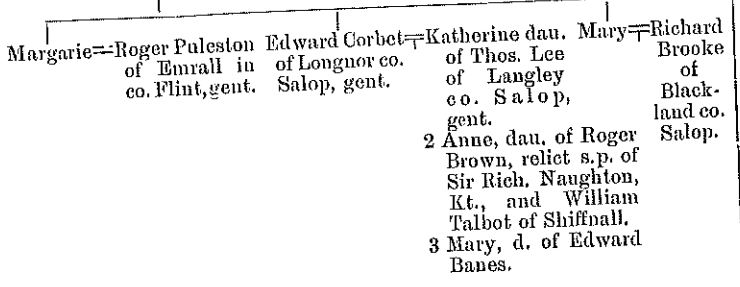 Margarie=Roger Puleston
of Emrall in
co. Flint, gent.
Edward Corbet=Katherine dau.
of Longnor co.
Salop, gent.
of Thos. Lee
of Langley
co. Salop,
gent.
2 Anne, dau. of Roger
Brown, relict s.p. of
Sir Rich. Naughton,
Kt., and William
Talbot of Shiffnall.
3 Mary, d. of Edward
Banes.
Mary=Richard
Brooke
of
Black-
land co.
Salop.